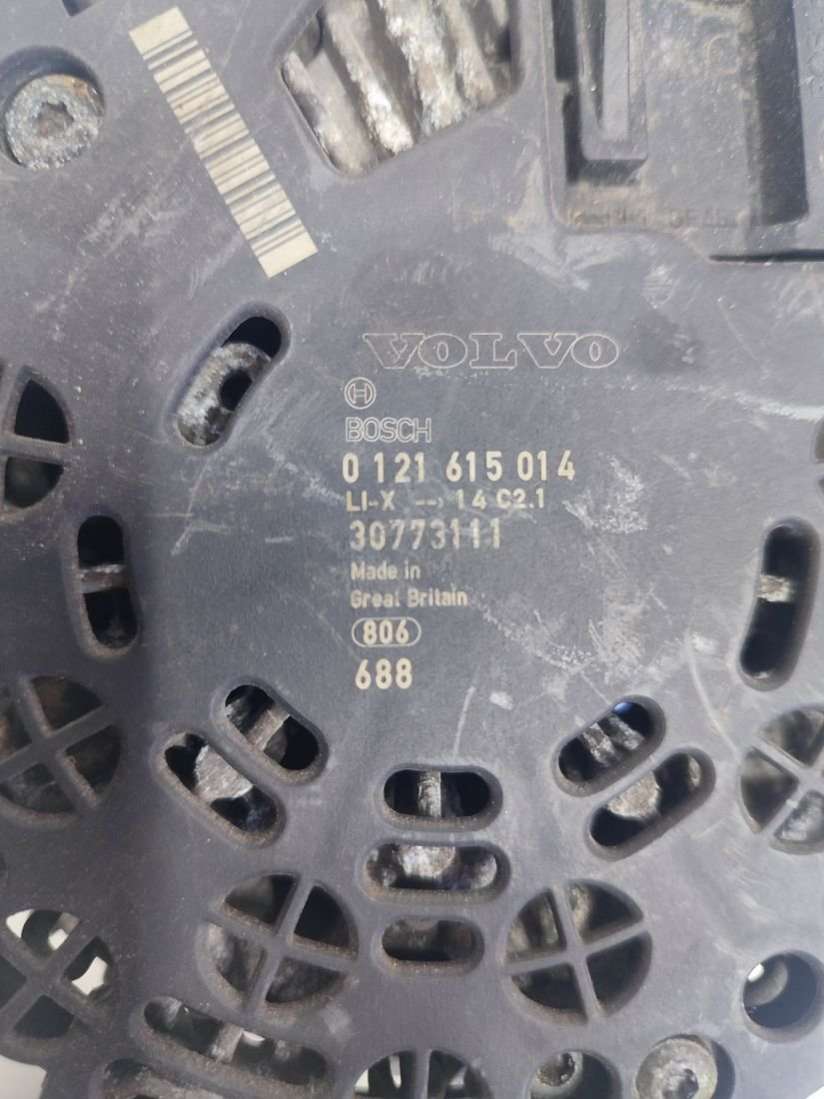 VOLVO
BOSCH
0 121 615 014
LI-X -- 14 C2.1
30773111
Made in
Great Britain
806
688